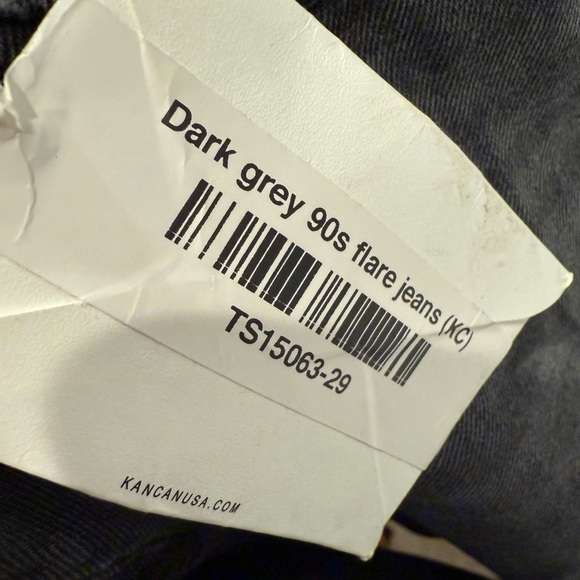 Dark grey 90s flare jeans (KC)
TS15063-29
KANCANUSA.COM